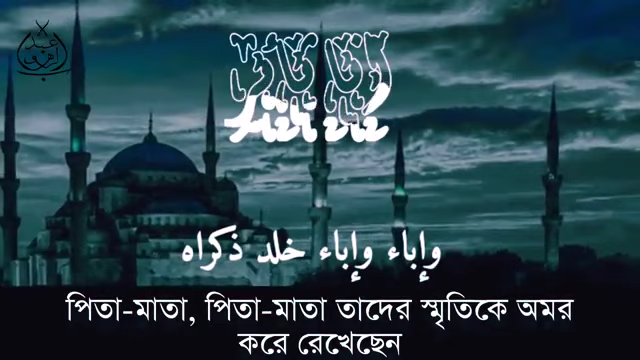 وإباء وإباء خلد ذكراه
পিতা-মাতা, পিতা-মাতা তাদের স্মৃতিকে অমর
করে রেখেছেন